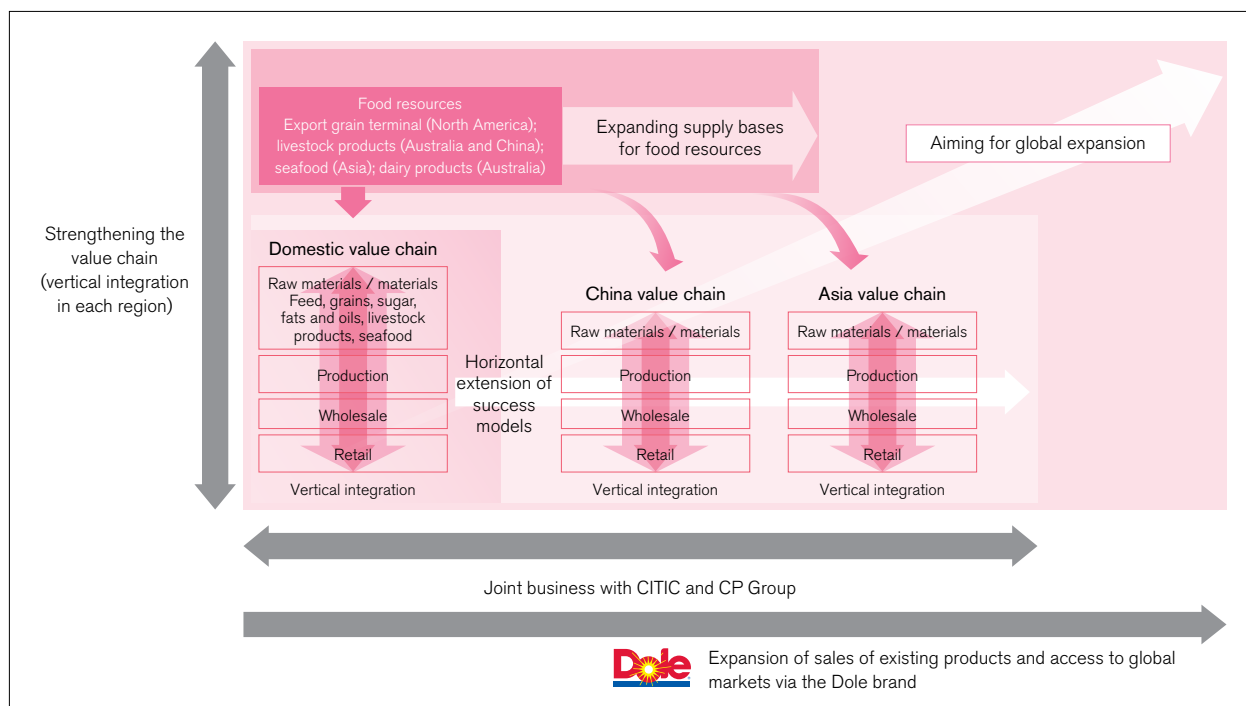 Food resources
Export grain terminal (North America);
livestock products (Australia and China);
seafood (Asia); dairy products (Australia)
Expanding supply bases
for food resources
Aiming for global expansion
Strengthening the
value chain
(vertical integration
in each region)
Domestic value chain
Raw materials / materials
Feed, grains, sugar,
fats and oils, livestock
products, seafood
Production
Wholesale
Retail
Vertical integration
Horizontal
extension of
success
models
China value chain
Raw materials / materials
Production
Wholesale
Retail
Vertical integration
Asia value chain
Raw materials / materials
Production
Wholesale
Retail
Vertical integration
Joint business with CITIC and CP Group
Dole®
Expansion of sales of existing products and access to global
markets via the Dole brand